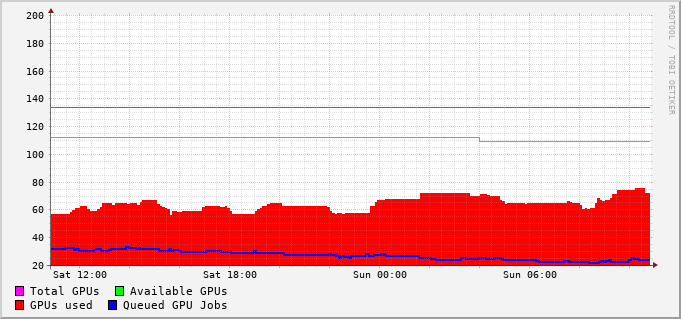 RRDTOOL / TOBI OETIKER
200
180
160
140
120
100
80
60
40
20
Sat 12:00 Sat 18:00 Sun 00:00 Sun 06:00
Total GPUs Available GPUs
GPUs used Queued GPU Jobs